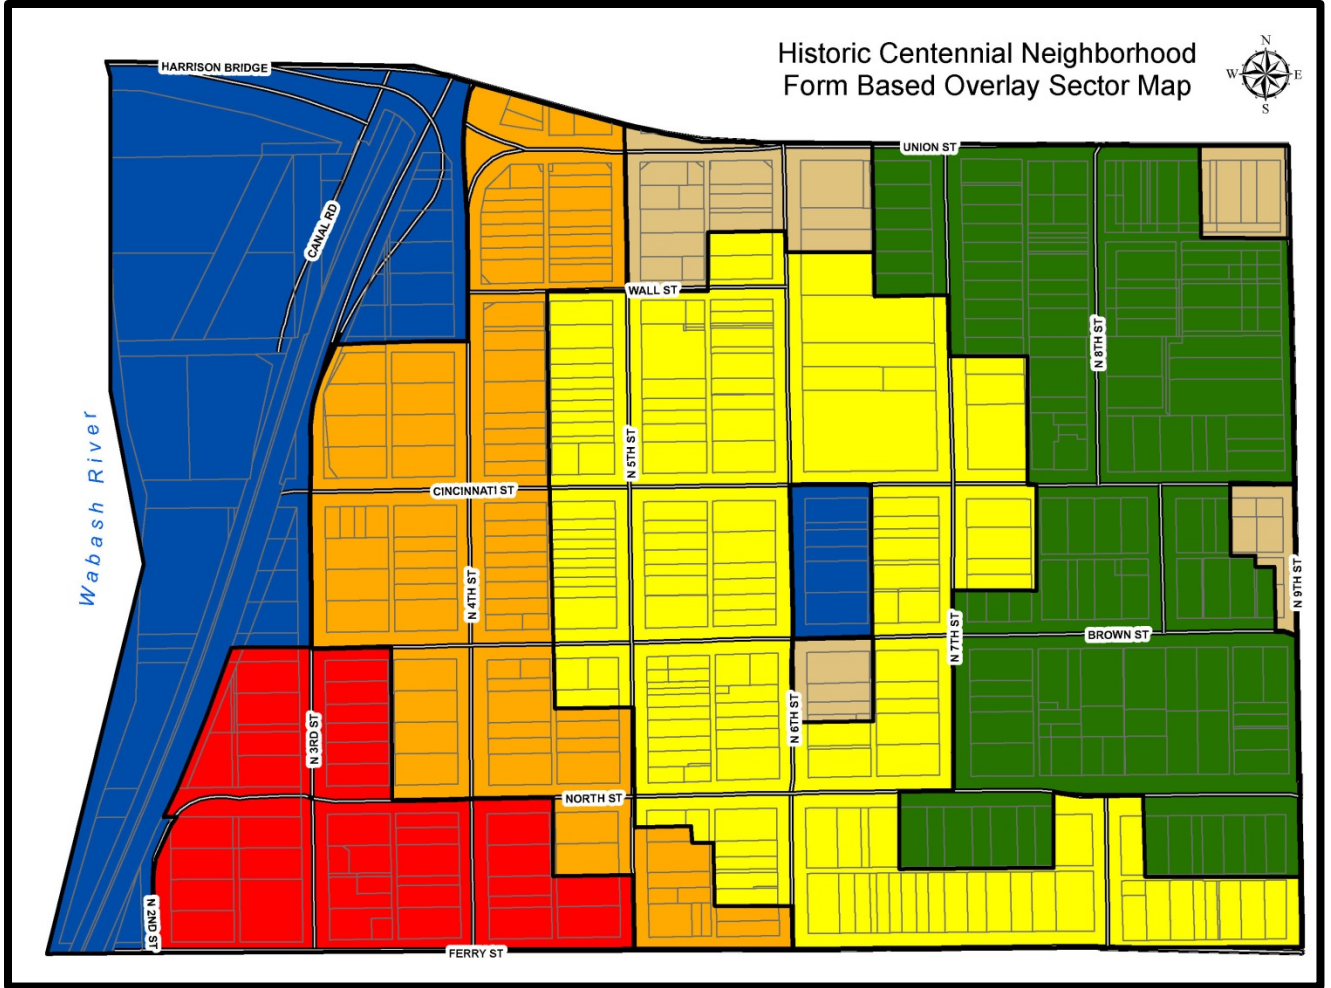 Historic Centennial Neighborhood
Form Based Overlay Sector Map
N
W
E
S
HARRISON BRIDGE
UNION ST
CANAL RD
WALL ST
N 8TH ST
Wabash River
N 5TH ST
CINCINNATI ST
N 4TH ST
N 9TH ST
N 7TH ST
BROWN ST
N 3RD ST
N 6TH ST
NORTH ST
N 2ND ST
FERRY ST